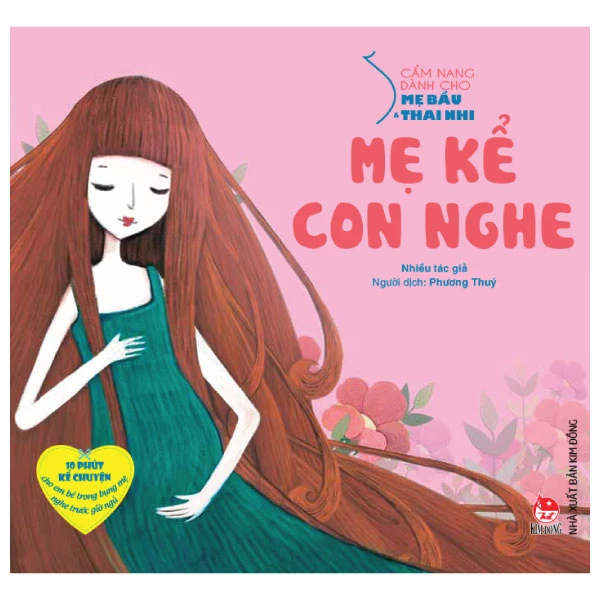 CẨM NANG
DÀNH CHO
MẸ BẦU
& THAI NHI
MẸ KỂ
CON NGHE
Nhiều tác giả
Người dịch: Phương Thuý
10 PHÚT
KỂ CHUYỆN
cho em bé trong bụng mẹ
nghe trước giờ ngủ
KIM ĐỒNG
NHÀ XUẤT BẢN KIM ĐỒNG